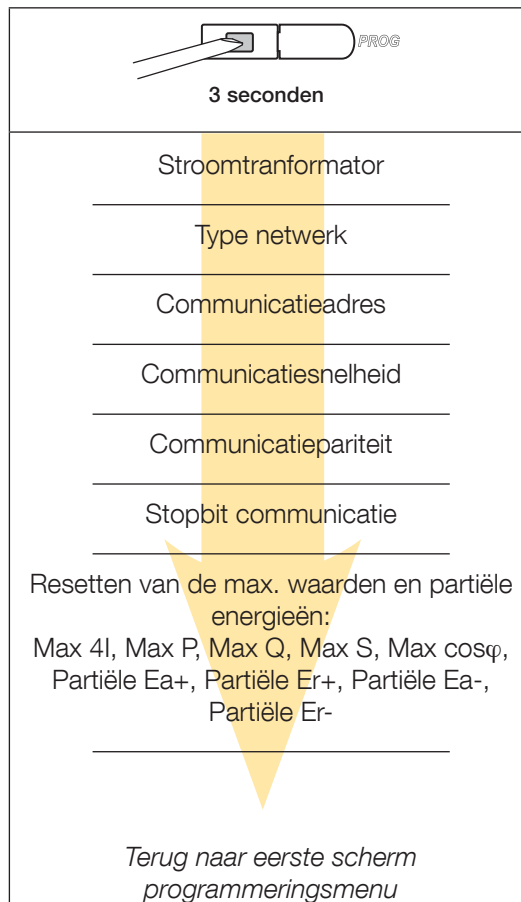 PROG
3 seconden
Stroomtranformator
Type netwerk
Communicatieadres
Communicatiesnelheid
Communicatiepariteit
Stopbit communicatie
Resetten van de max. waarden en partiële
energieën:
Max 4I, Max P, Max Q, Max S, Max cosφ,
Partiële Ea+, Partiële Er+, Partiële Ea-,
Partiële Er-
Terug naar eerste scherm
programmeringsmenu